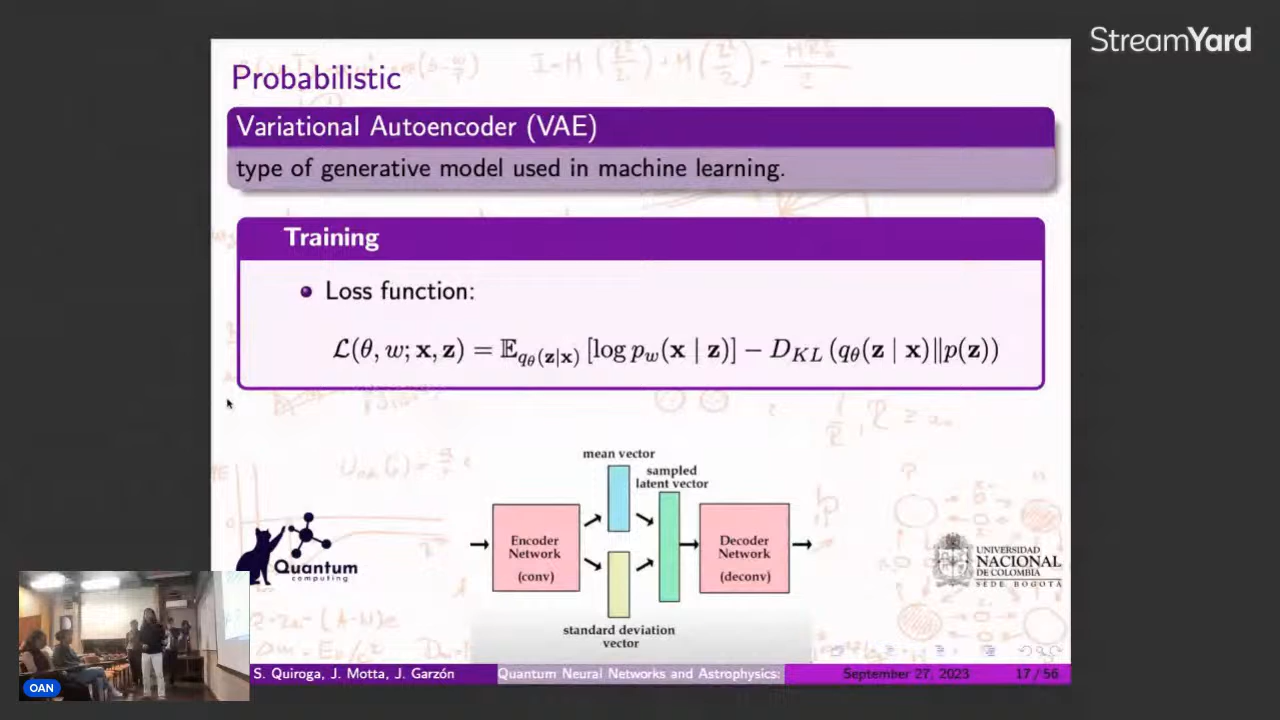 StreamYard
Probabilistic
Variational Autoencoder (VAE)
type of generative model used in machine learning.
Training
Loss function:
ℒ(θ, w; x, z) = 𝔼_{q_θ(z|x)} [log p_w(x | z)] − D_{KL} (q_θ(z | x)‖p(z))
mean vector
sampled
latent vector
Encoder
Network
(conv)
Decoder
Network
(deconv)
standard deviation
vector
Quantum
computing
UNIVERSIDAD
NACIONAL
DE COLOMBIA
SEDE BOGOTÁ
OAN
S. Quiroga, J. Motta, J. Garzón
Quantum Neural Networks and Astrophysics:
September 27, 2023
17 / 56